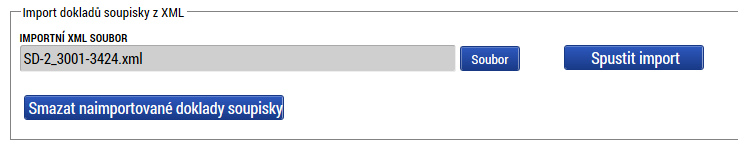 Import dokladů soupisky z XML
IMPORTNÍ XML SOUBOR
SD-2_3001-3424.xml Soubor Spustit import
Smazat naimportované doklady soupisky